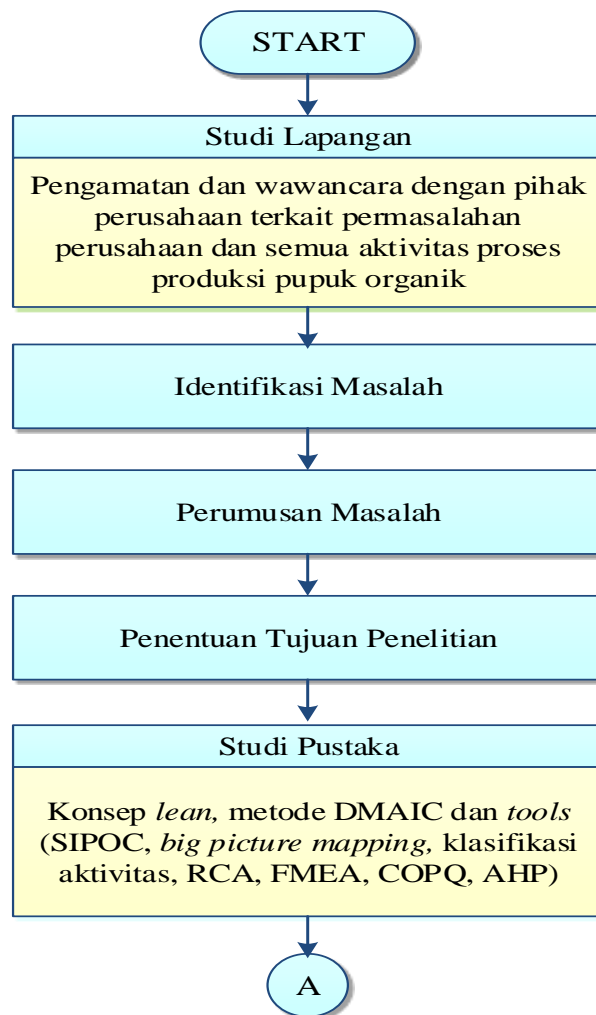 START
Studi Lapangan
Pengamatan dan wawancara dengan pihak
perusahaan terkait permasalahan
perusahaan dan semua aktivitas proses
produksi pupuk organik
Identifikasi Masalah
Perumusan Masalah
Penentuan Tujuan Penelitian
Studi Pustaka
Konsep lean, metode DMAIC dan tools
(SIPOC, big picture mapping, klasifikasi
aktivitas, RCA, FMEA, COPQ, AHP)
A